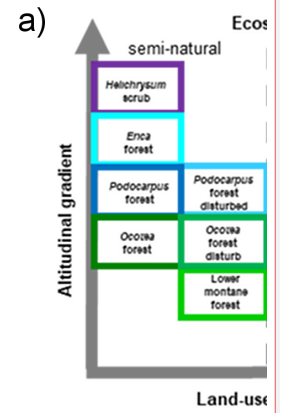 a)
Ecos
semi-natural
Helichrysum
scrub
Erica
forest
Podocarpus
forest
Podocarpus
forest
disturbed
Ocotea
forest
Ocotea
forest
disturb
Lower
montane
forest
Altitudinal gradient
Land-use